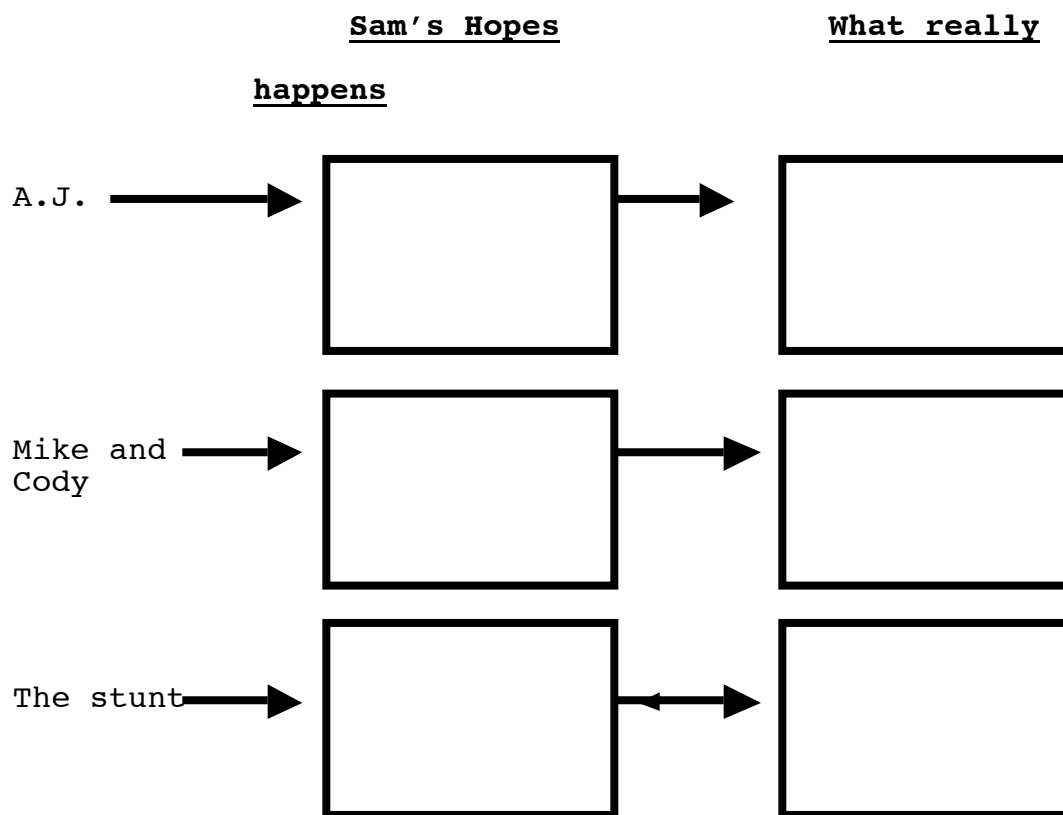 Sam’s Hopes What really
happens
A.J.
Mike and
Cody
The stunt